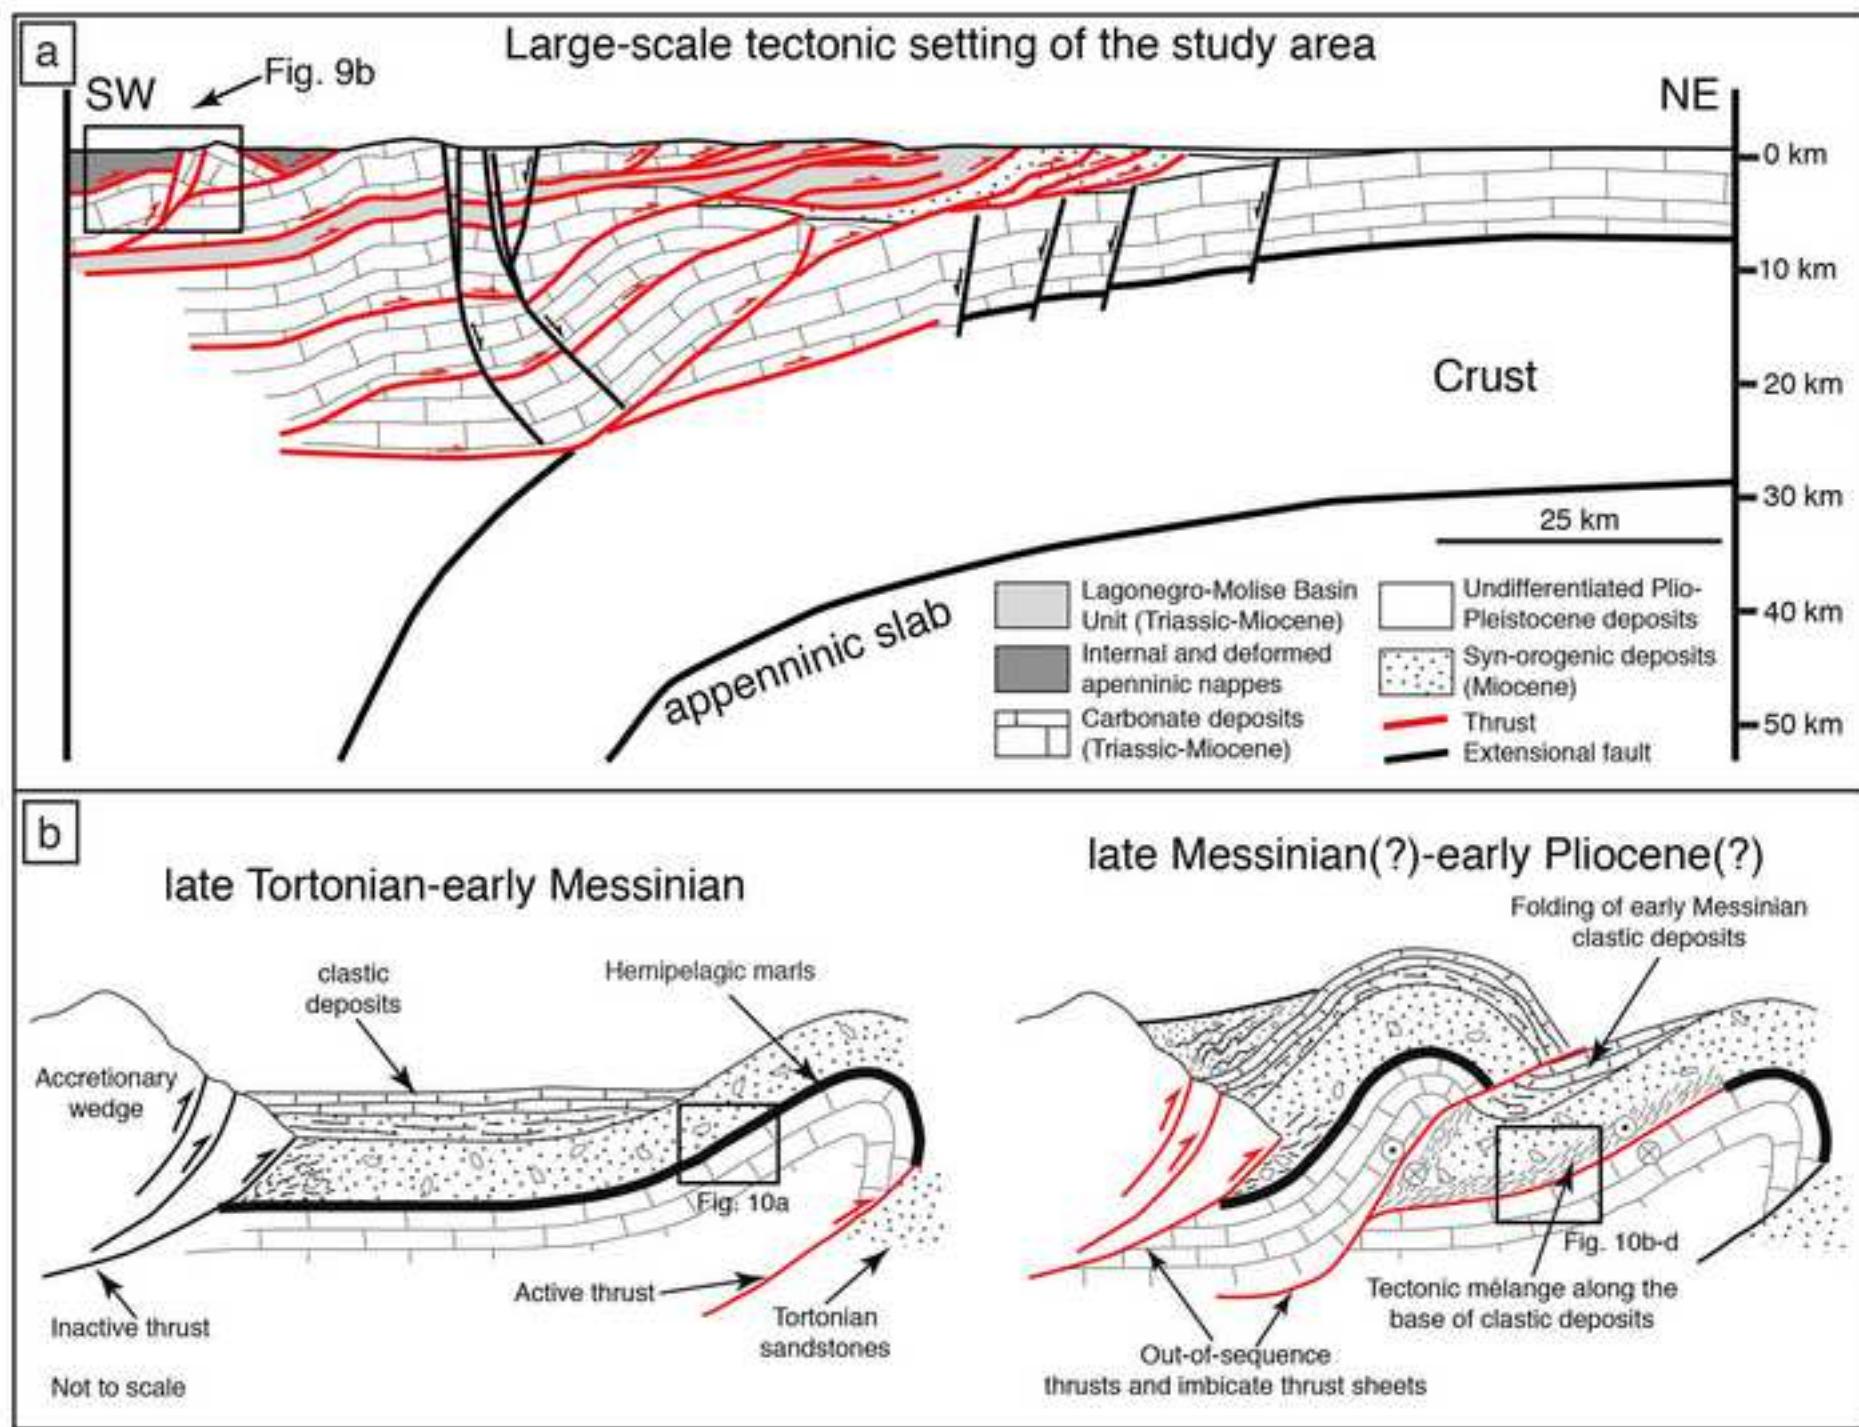 a
Large-scale tectonic setting of the study area
Fig. 9b
SW
NE
0 km
10 km
Crust
20 km
30 km
25 km
40 km
50 km
appenninic slab
Lagonegro-Molise Basin
Unit (Triassic-Miocene)
Internal and deformed
apenninic nappes
Carbonate deposits
(Triassic-Miocene)
Undifferentiated Plio-
Pleistocene deposits
Syn-orogenic deposits
(Miocene)
Thrust
Extensional fault
b
late Tortonian-early Messinian
clastic
deposits
Hemipelagic marls
Accretionary
wedge
Fig. 10a
Active thrust
Inactive thrust
Tortonian
sandstones
Not to scale
late Messinian(?)-early Pliocene(?)
Folding of early Messinian
clastic deposits
Fig. 10b-d
Tectonic mélange along the
base of clastic deposits
Out-of-sequence
thrusts and imbicate thrust sheets